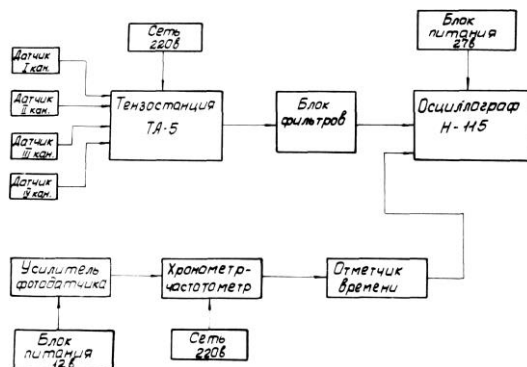 Сеть
220в
Блок
питания
27в
Датчик
I кан.
Датчик
II кан.
Датчик
III кан.
Датчик
IV кан.
Тензостанция
ТА-5
Блок
фильтров
Осциллограф
Н-115
Усилитель
фотодатчика
Хронометр-
частотометр
Отметчик
времени
Блок
питания
12в
Сеть
220в